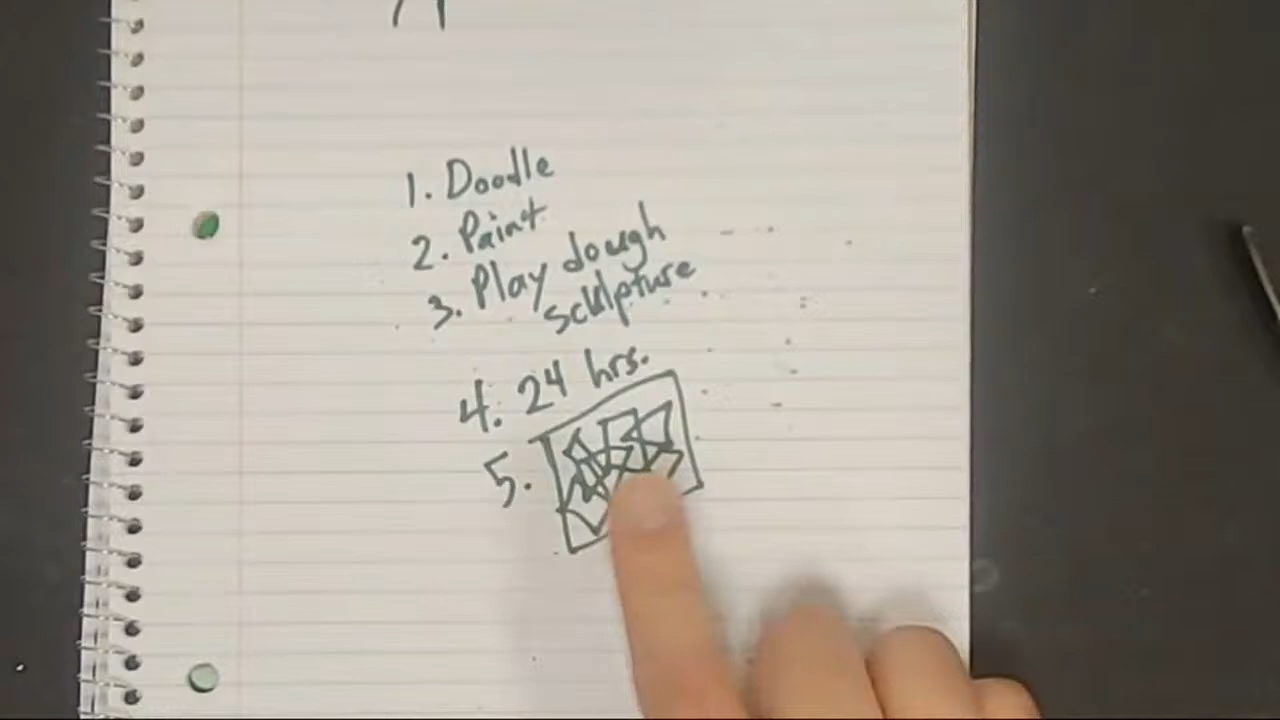 1. Doodle
2. Paint
3. Play dough
sculpture
4. 24 hrs.
5.